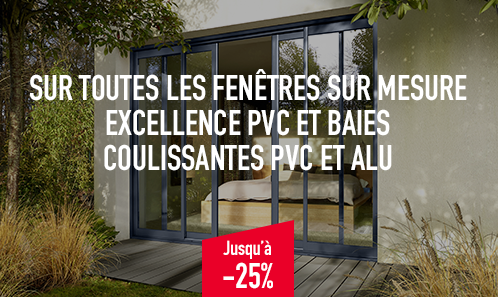 SUR TOUTES LES FENÊTRES SUR MESURE
EXCELLENCE PVC ET BAIES
COULISSANTES PVC ET ALU
Jusqu'à
-25%